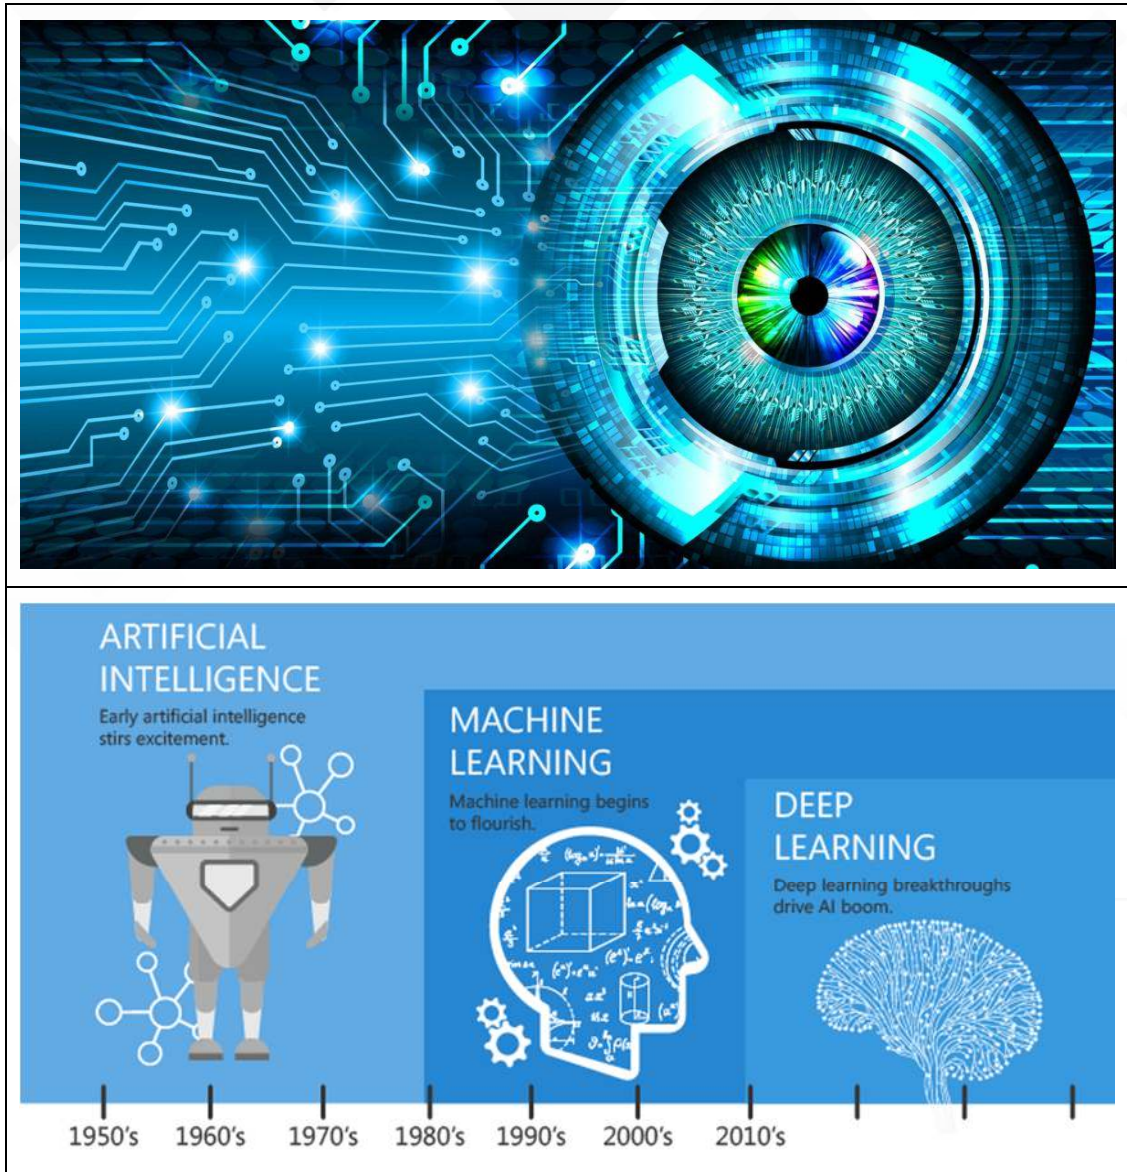 ARTIFICIAL
INTELLIGENCE
Early artificial intelligence
stirs excitement.
MACHINE
LEARNING
Machine learning begins
to flourish.
DEEP
LEARNING
Deep learning breakthroughs
drive AI boom.
1950's 1960's 1970's 1980's 1990's 2000's 2010's